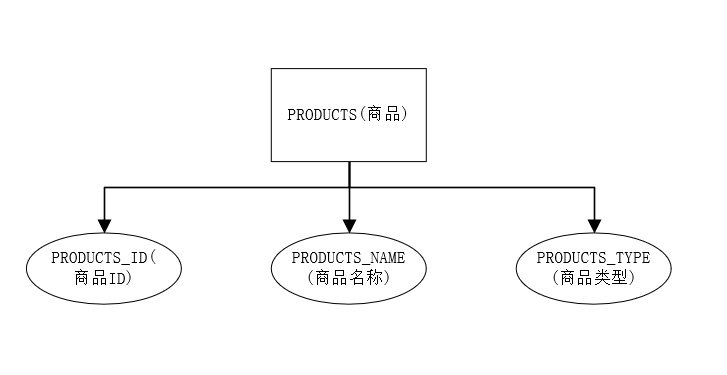 PRODUCTS(商品)
PRODUCTS_ID(
商品ID)
PRODUCTS_NAME
(商品名称)
PRODUCTS_TYPE
(商品类型)